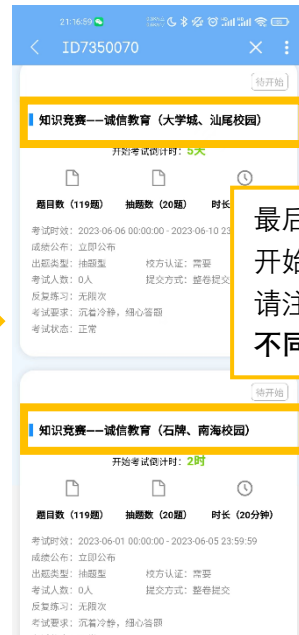 21:16:59
ID7350070
待开始
知识竞赛——诚信教育（大学城、汕尾校园）
开始考试倒计时：5天
题目数（119题） 抽题数（20题） 时长
考试时效：2023-06-06 00:00:00 - 2023-06-10 23
成绩公布：立即公布
出题类型：抽题型 校方认证：需要
考试人数：0人 提交方式：整卷提交
反复练习：无限次
考试要求：沉着冷静，细心答题
考试状态：正常
最后
开始
请注
不同
待开始
知识竞赛——诚信教育（石牌、南海校园）
开始考试倒计时：2时
题目数（119题） 抽题数（20题） 时长（20分钟）
考试时效：2023-06-01 00:00:00 - 2023-06-05 23:59:59
成绩公布：立即公布
出题类型：抽题型 校方认证：需要
考试人数：0人 提交方式：整卷提交
反复练习：无限次
考试要求：沉着冷静，细心答题